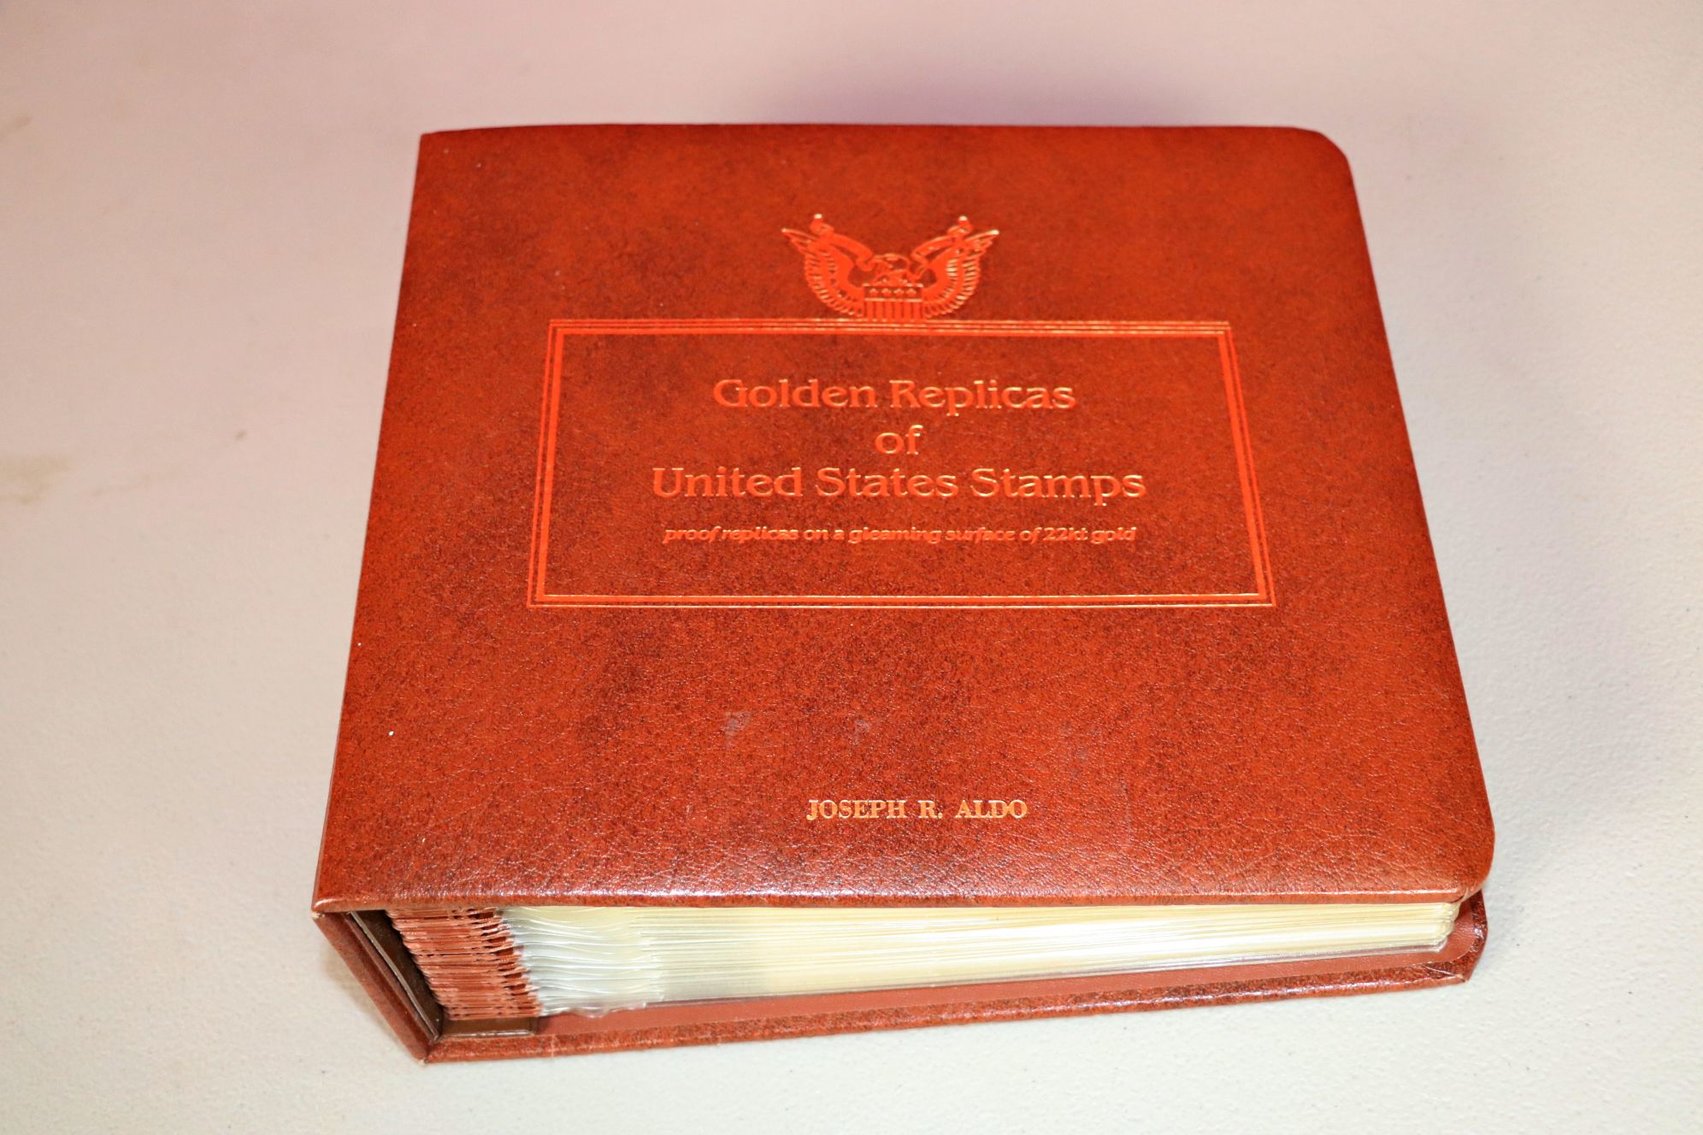 Golden Replicas
of
United States Stamps
proof replicas on a gleaming surface of 22kt gold
JOSEPH R. ALDO